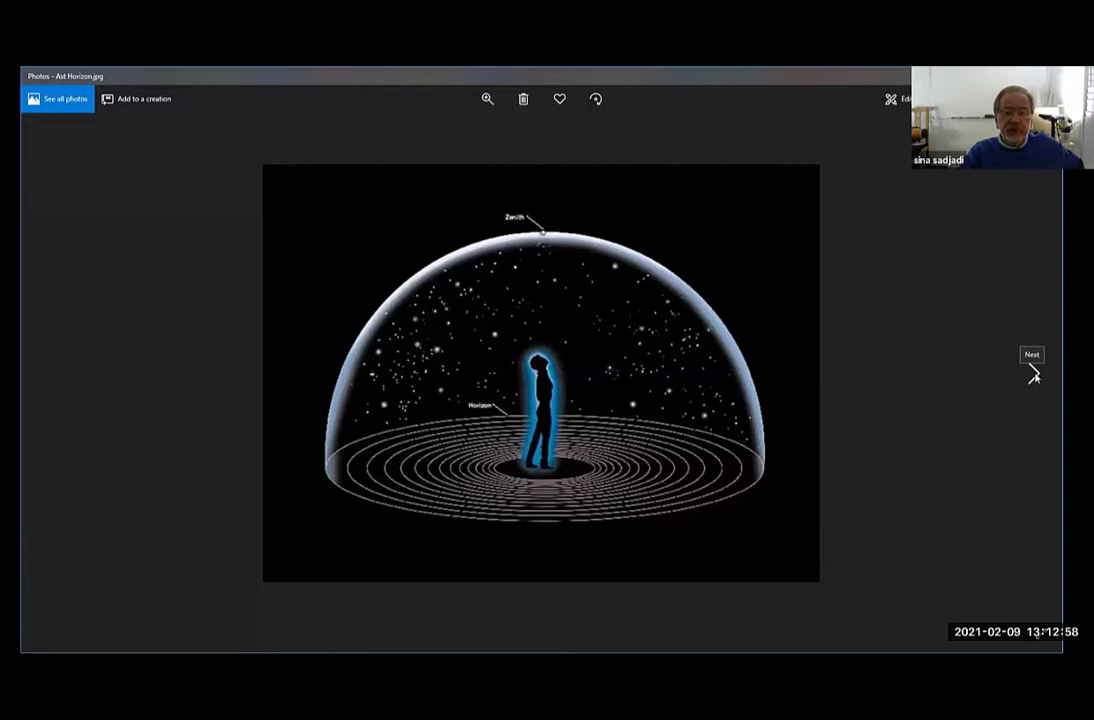 Photos - Ast Horizon.jpg
See all photos
Add to a creation
sina sadjadi
Zenith
Next
Horizon
2021-02-09 13:12:58